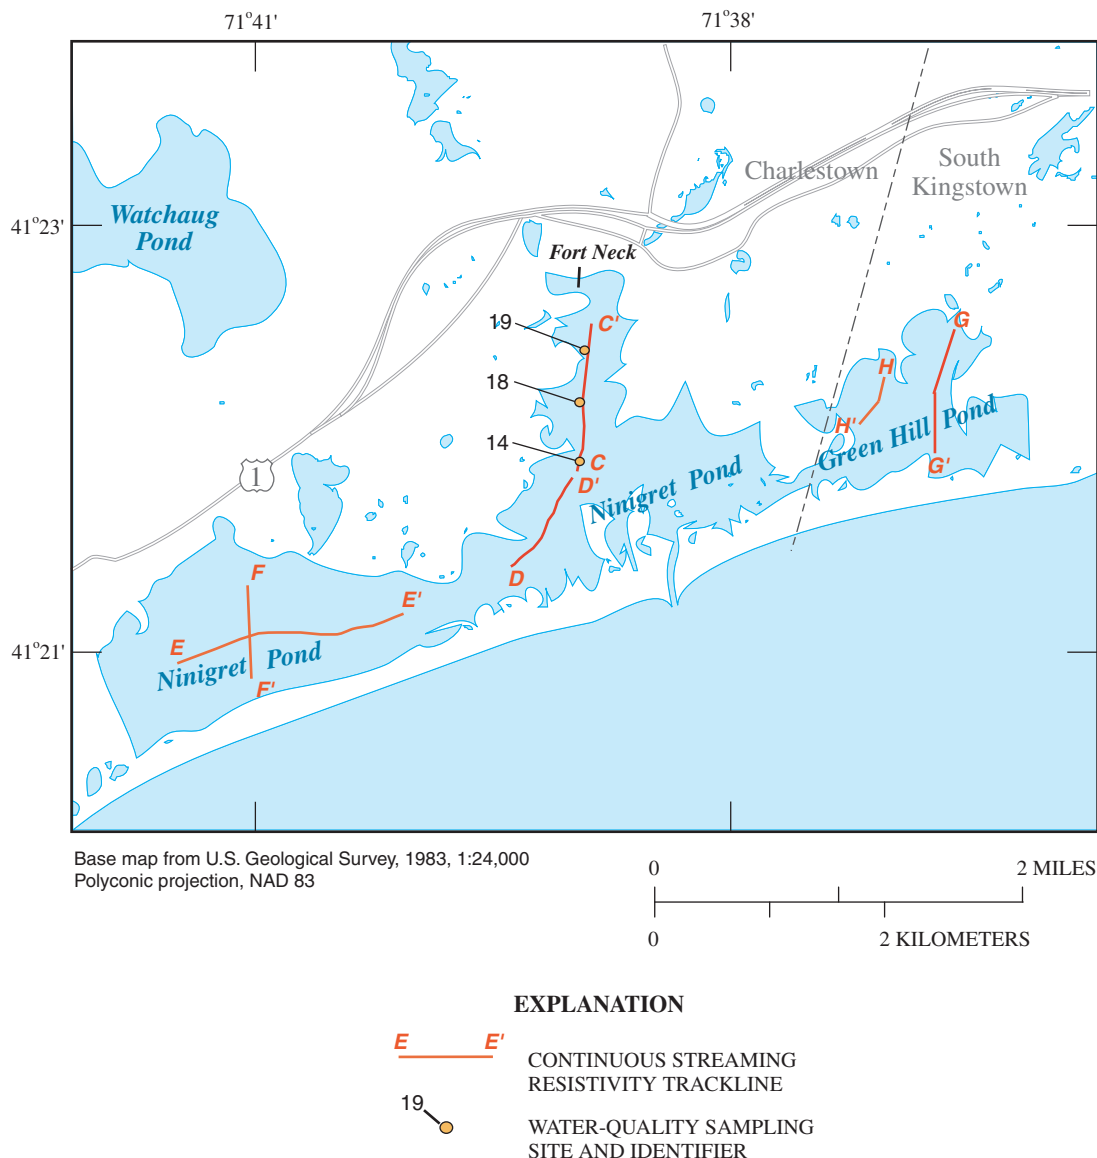 71°41'
71°38'
41°23'
41°21'
Watchaug
Pond
Charlestown
South
Kingstown
Fort Neck
19
C'
18
14
C
D'
D
G
H
H'
G'
Green Hill Pond
Ninigret Pond
1
F
E'
E
Ninigret Pond
F'
Base map from U.S. Geological Survey, 1983, 1:24,000
Polyconic projection, NAD 83
0
2 MILES
0
2 KILOMETERS
EXPLANATION
E
E'
CONTINUOUS STREAMING
RESISTIVITY TRACKLINE
19
WATER-QUALITY SAMPLING
SITE AND IDENTIFIER